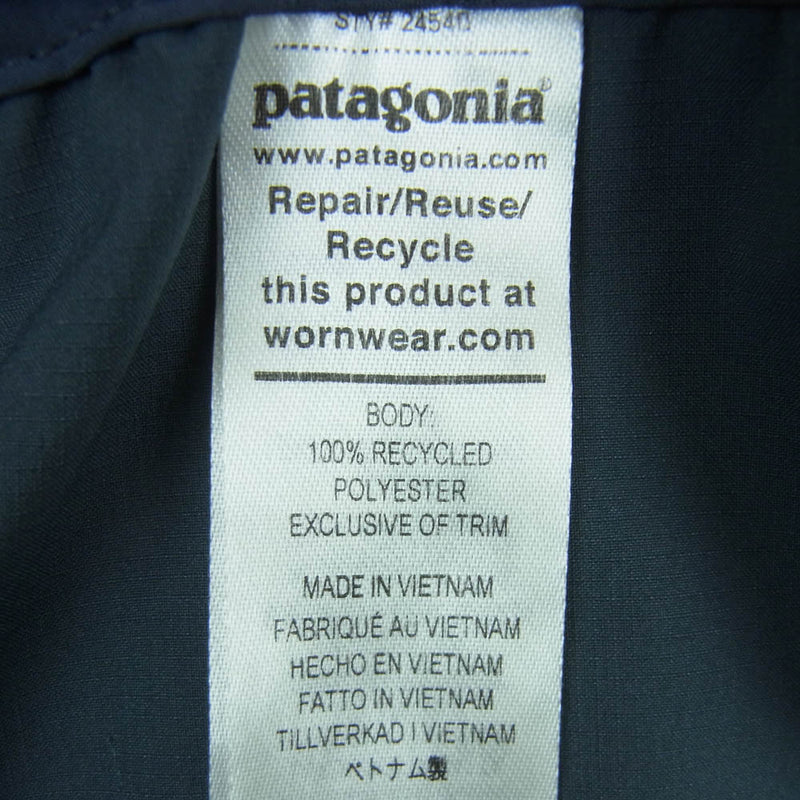 STY# 24540
patagonia®
www.patagonia.com
Repair/Reuse/
Recycle
this product at
wornwear.com
BODY:
100% RECYCLED
POLYESTER
EXCLUSIVE OF TRIM
MADE IN VIETNAM
FABRIQUÉ AU VIETNAM
HECHO EN VIETNAM
FATTO IN VIETNAM
TILLVERKAD I VIETNAM
ベトナム製